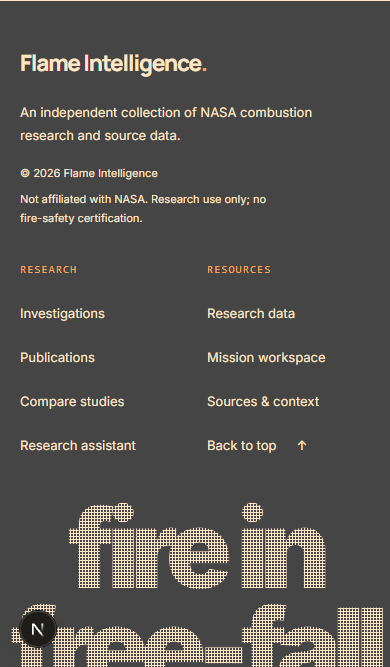 Flame Intelligence.
An independent collection of NASA combustion
research and source data.
© 2026 Flame Intelligence
Not affiliated with NASA. Research use only; no
fire-safety certification.
RESEARCH
Investigations
Publications
Compare studies
Research assistant
RESOURCES
Research data
Mission workspace
Sources & context
Back to top ↑
fire in
free-fall
N